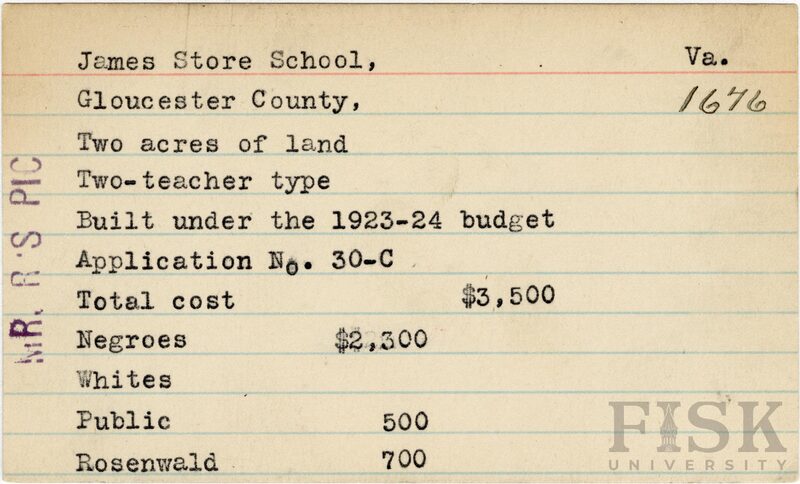 James Store School, Va.
Gloucester County, 1676
Two acres of land
Two-teacher type
Built under the 1923-24 budget
Application No. 30-C
Total cost $3,500
Negroes $2,300
Whites
Public 500
Rosenwald 700
MR. R'S PIC
FISK
UNIVERSITY